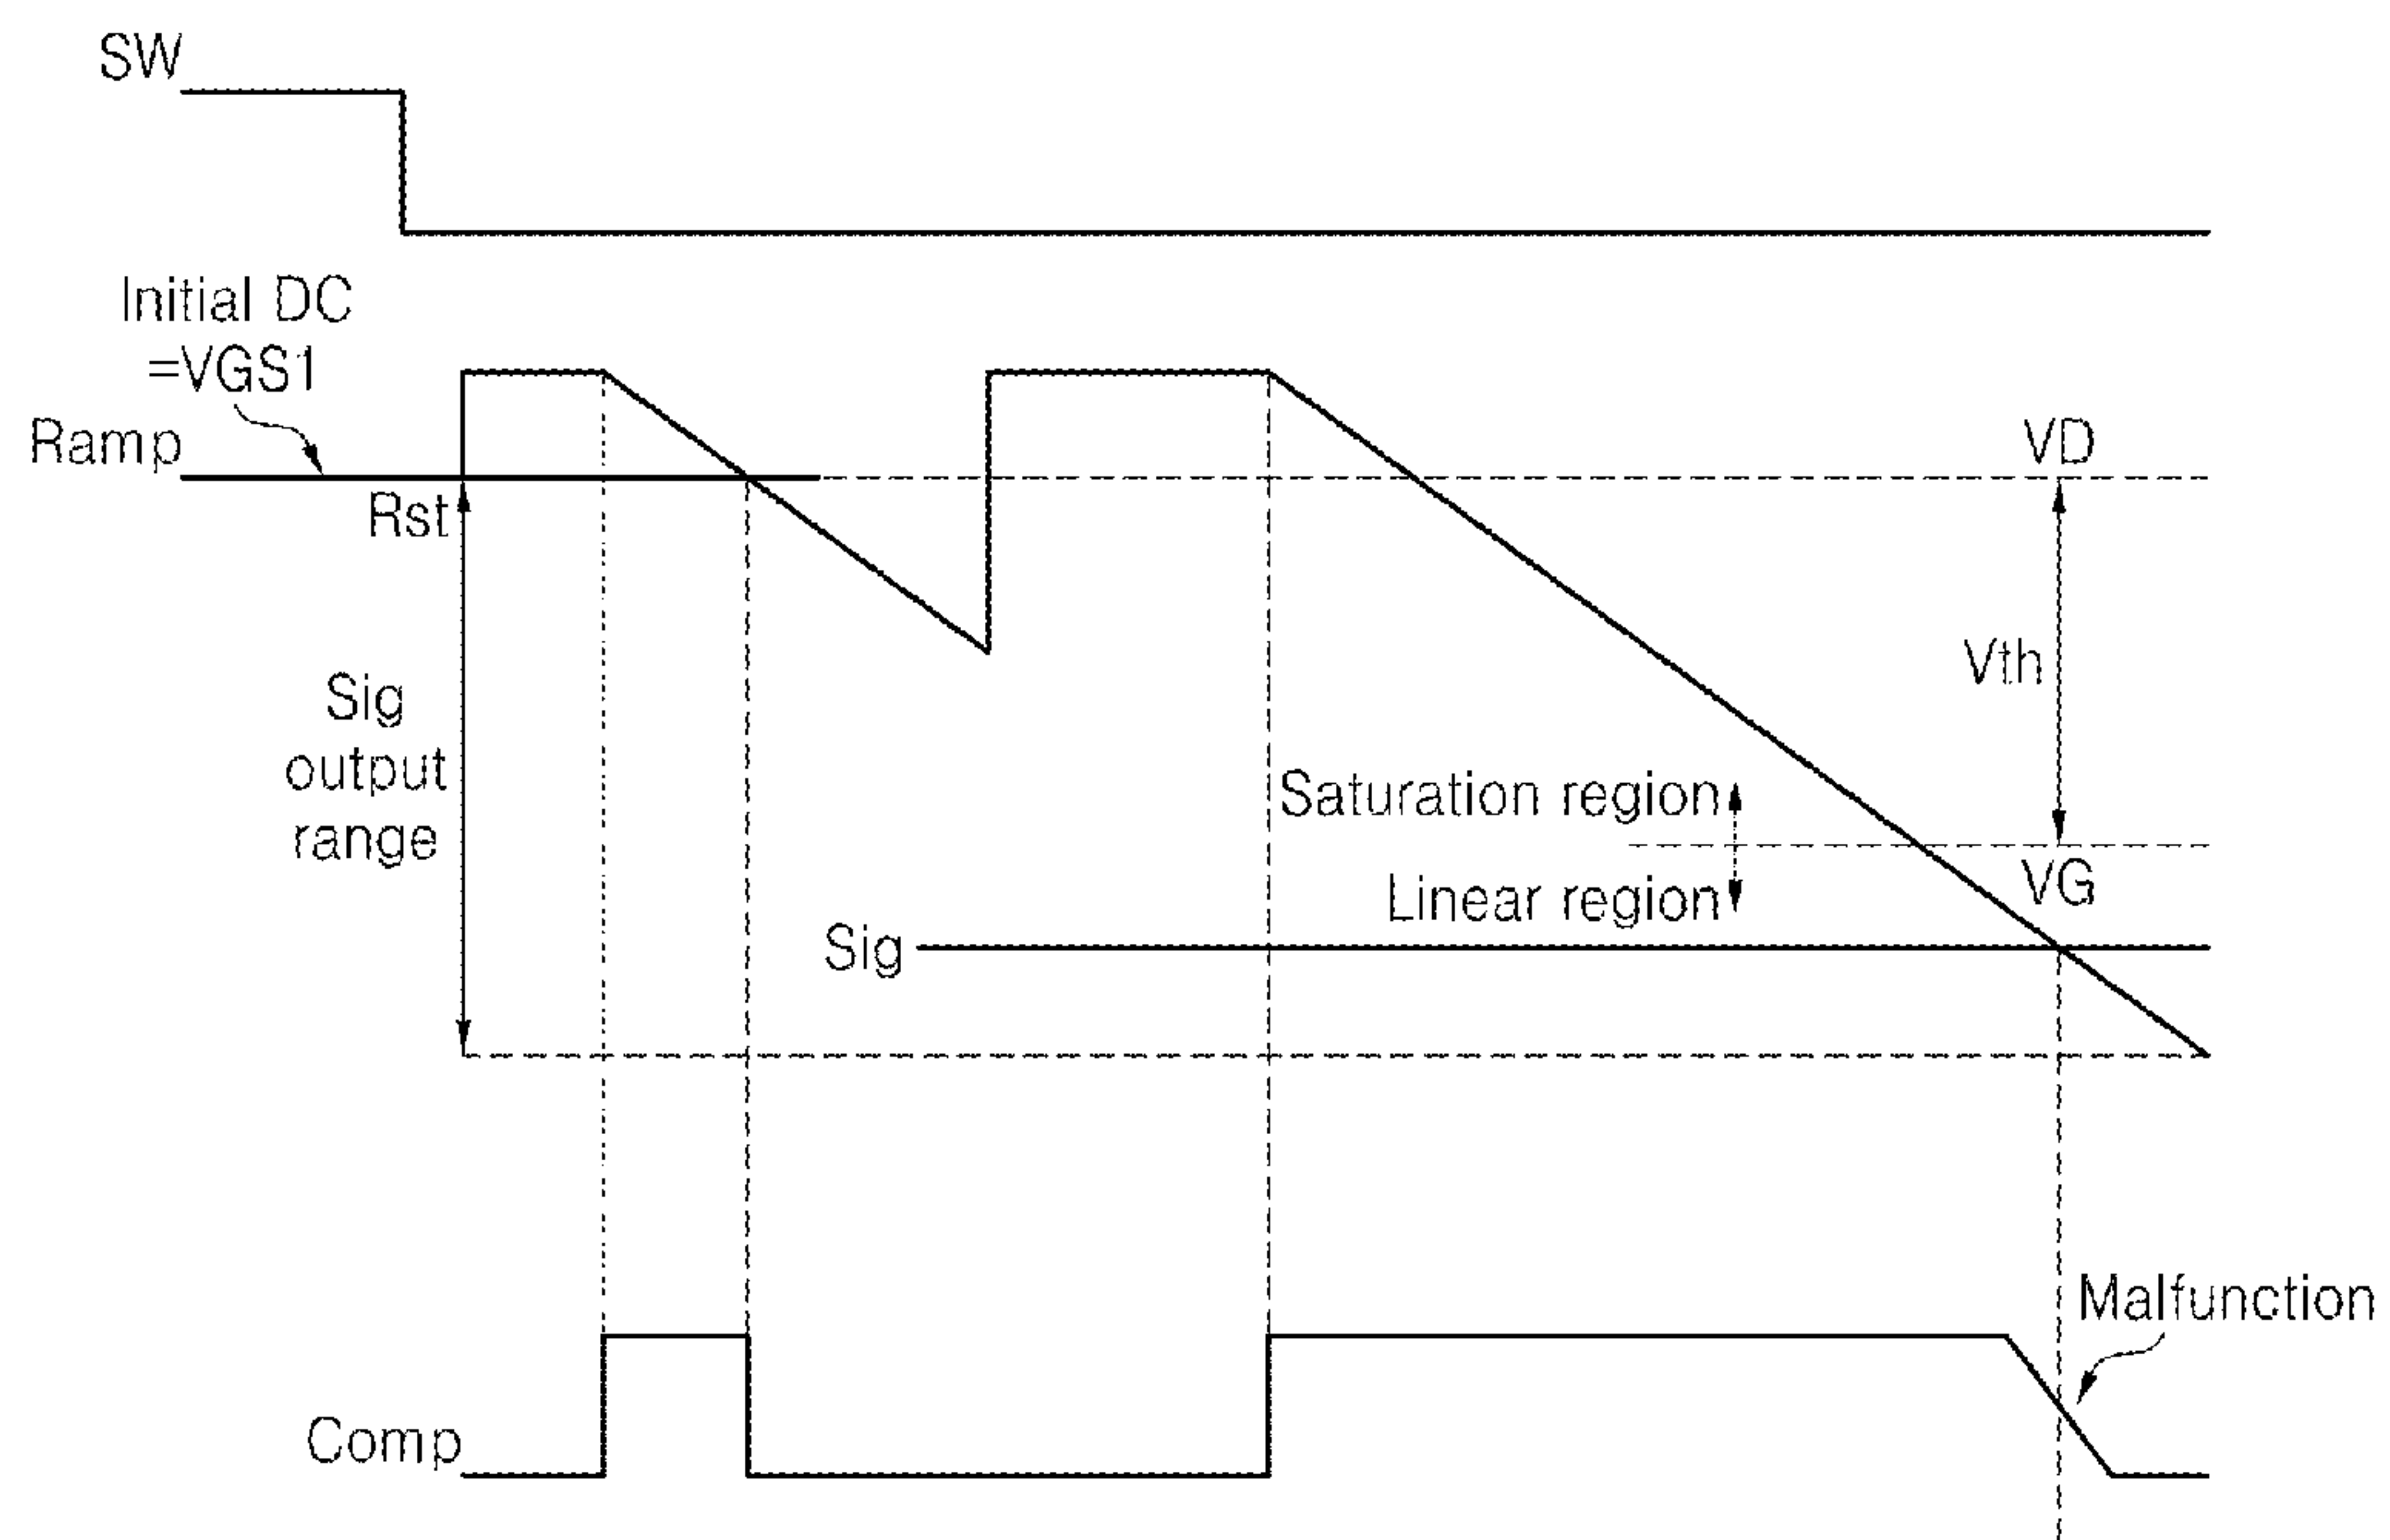 SW
Initial DC
=VGS1
Ramp
Rst
VD
Vth
Sig
output
range
Saturation region
Linear region
VG
Sig
Malfunction
Comp